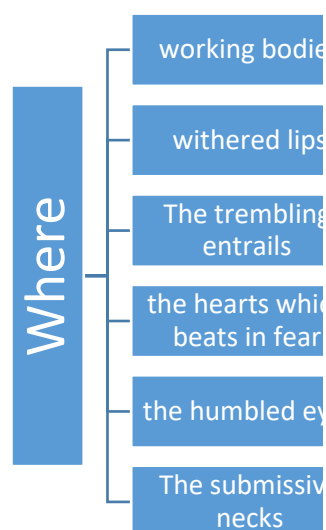 Where
working bodie
withered lips
The trembling
entrails
the hearts whic
beats in fear
the humbled ey
The submissiv
necks